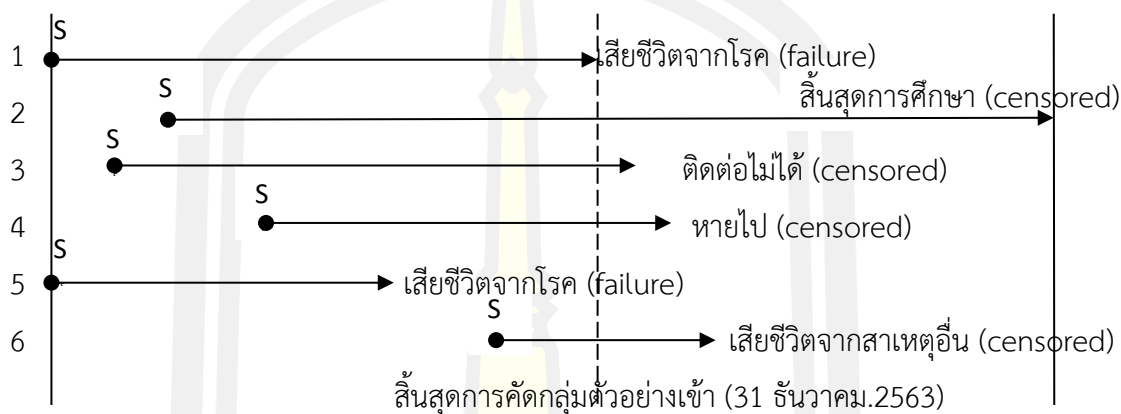 S
1 เสียชีวิตจากโรค (failure)
S
สิ้นสุดการศึกษา (censored)
2
S
3 ติดต่อไม่ได้ (censored)
S
4 หายไป (censored)
S
5 เสียชีวิตจากโรค (failure)
S
6 เสียชีวิตจากสาเหตุอื่น (censored)
สิ้นสุดการคัดกลุ่มตัวอย่างเข้า (31 ธันวาคม.2563)